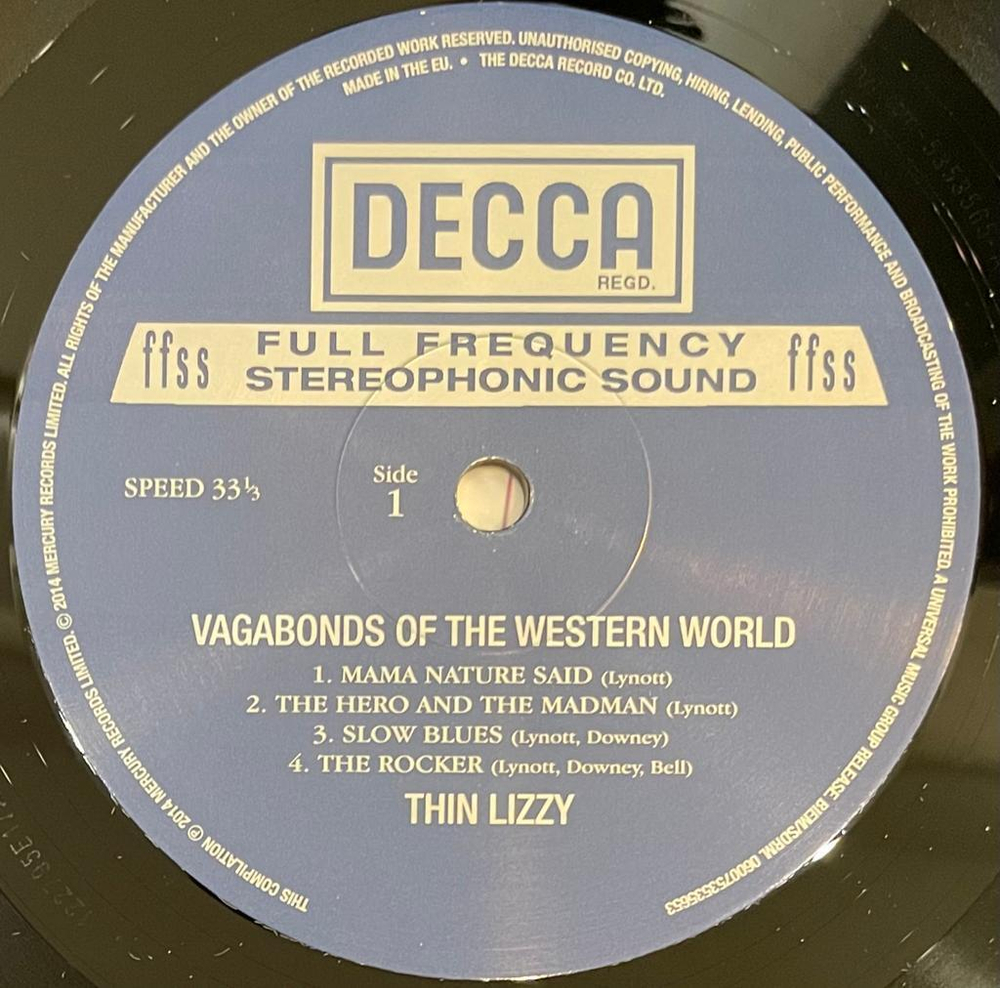 THIS COMPILATION ℗ 2014 MERCURY RECORDS LIMITED. © 2014 MERCURY RECORDS LIMITED. ALL RIGHTS OF THE MANUFACTURER AND THE OWNER OF THE RECORDED WORK RESERVED. UNAUTHORISED COPYING, HIRING, LENDING, PUBLIC PERFORMANCE AND BROADCASTING OF THE WORK PROHIBITED. A UNIVERSAL MUSIC GROUP RELEASE. BIEM/SDRM. 0600753535653
MADE IN THE EU. • THE DECCA RECORD CO. LTD.
DECCA
REGD.
ffss FULL FREQUENCY ffss
STEREOPHONIC SOUND
SPEED 33⅓
Side
1
VAGABONDS OF THE WESTERN WORLD
1. MAMA NATURE SAID (Lynott)
2. THE HERO AND THE MADMAN (Lynott)
3. SLOW BLUES (Lynott, Downey)
4. THE ROCKER (Lynott, Downey, Bell)
THIN LIZZY